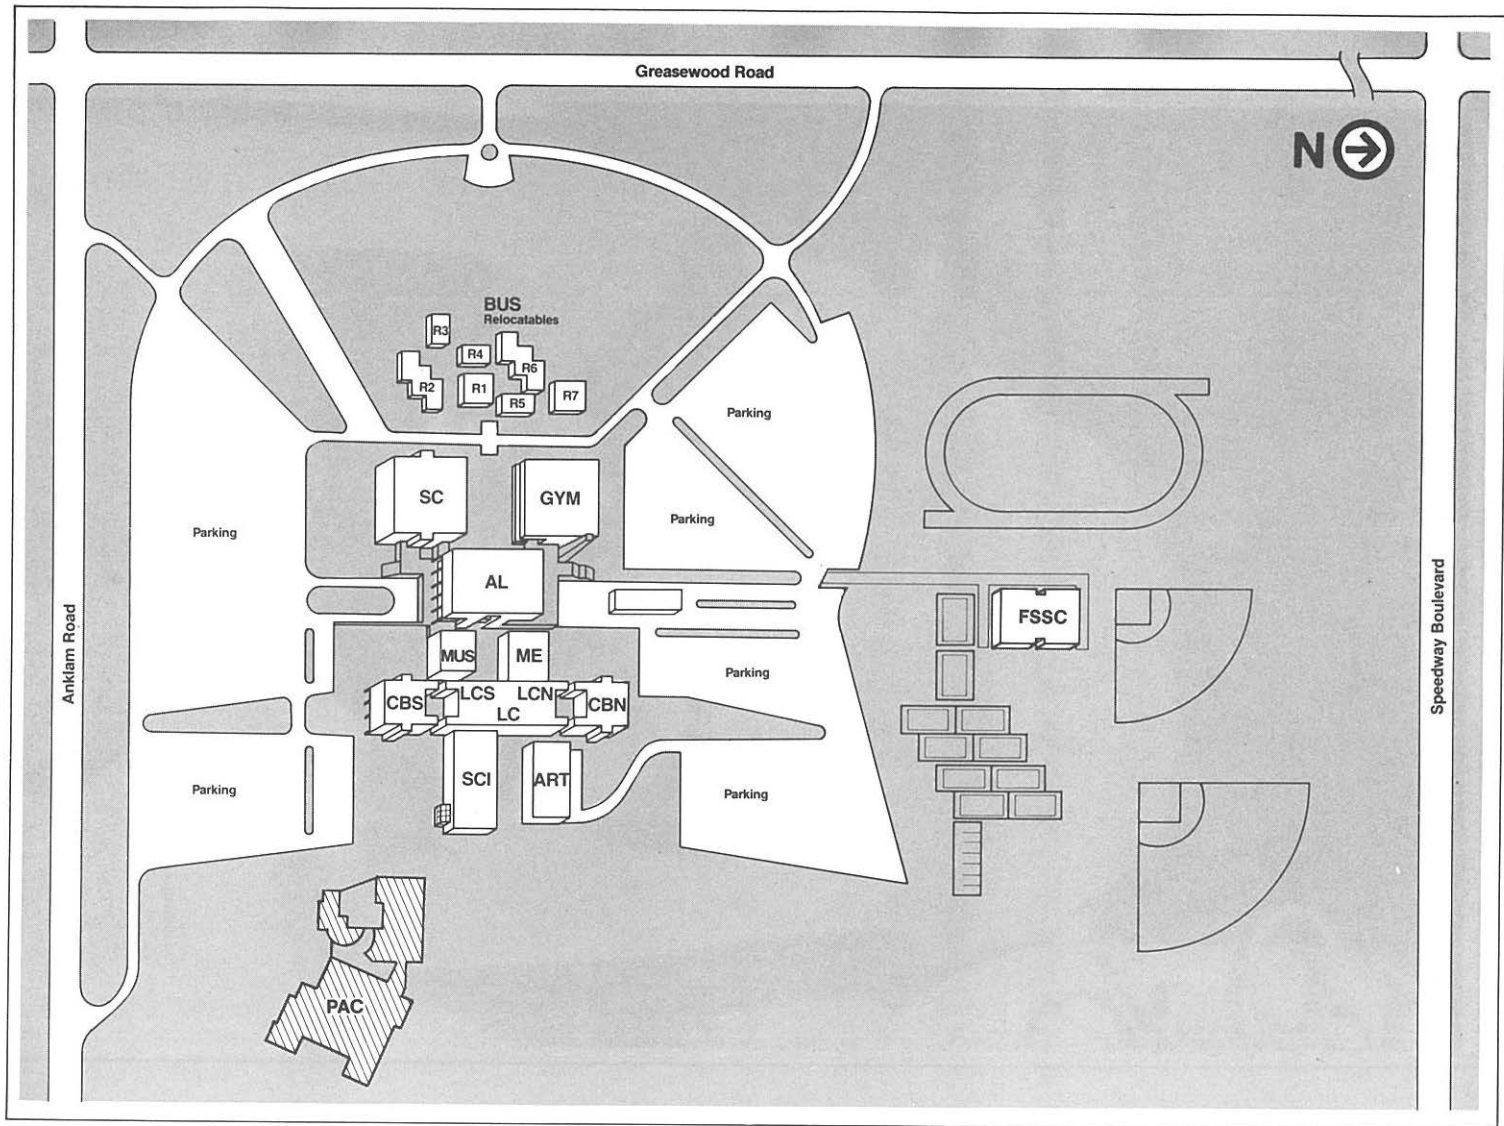 Greasewood Road
N
BUS
Relocatables
R3
R4
R6
R2
R1
R5
R7
Parking
SC
GYM
Parking
Parking
AL
Anklam Road
FSSC
Speedway Boulevard
MUS
ME
Parking
LCS
LCN
CBS
CBN
LC
SCI
ART
Parking
Parking
PAC